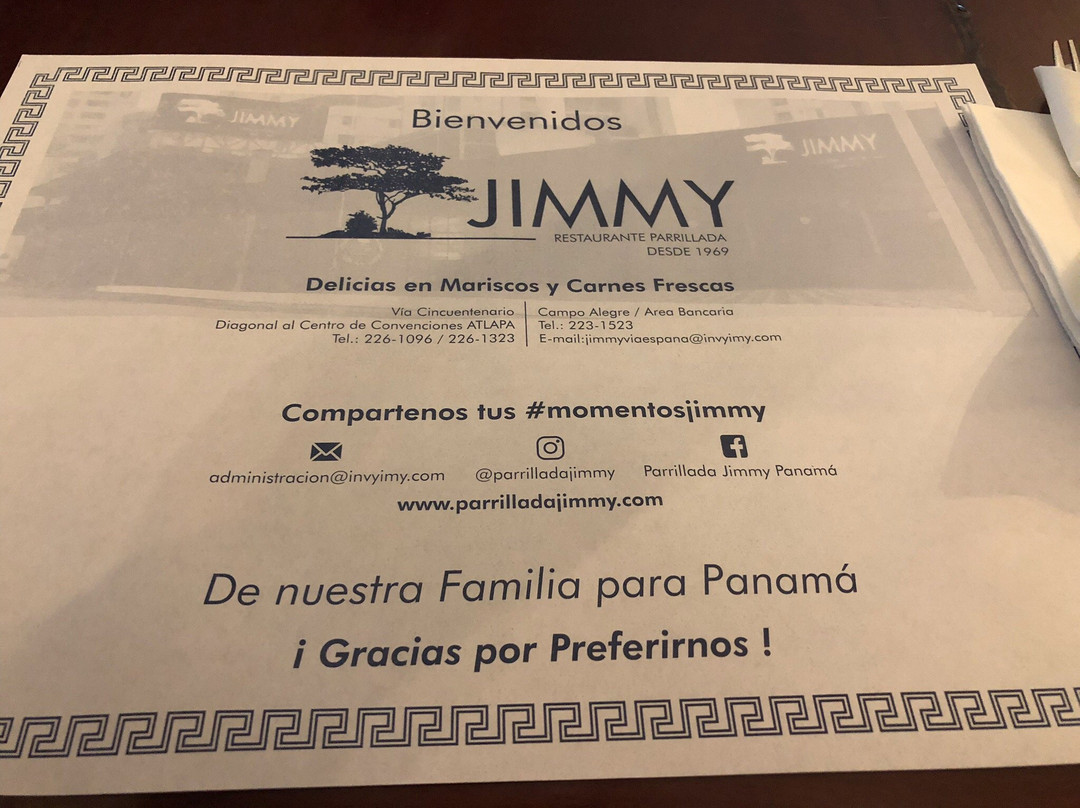 JIMMY
Bienvenidos
JIMMY
JIMMY
RESTAURANTE PARRILLADA
DESDE 1969
Delicias en Mariscos y Carnes Frescas
Vía Cincuentenario
Diagonal al Centro de Convenciones ATLAPA
Tel.: 226-1096 / 226-1323
Campo Alegre / Area Bancaria
Tel.: 223-1523
E-mail:jimmyviaespana@invyimy.com
Compartenos tus #momentosjimmy
administracion@invyimy.com
@parrilladajimmy
Parrillada Jimmy Panamá
www.parrilladajimmy.com
De nuestra Familia para Panamá
¡ Gracias por Preferirnos !